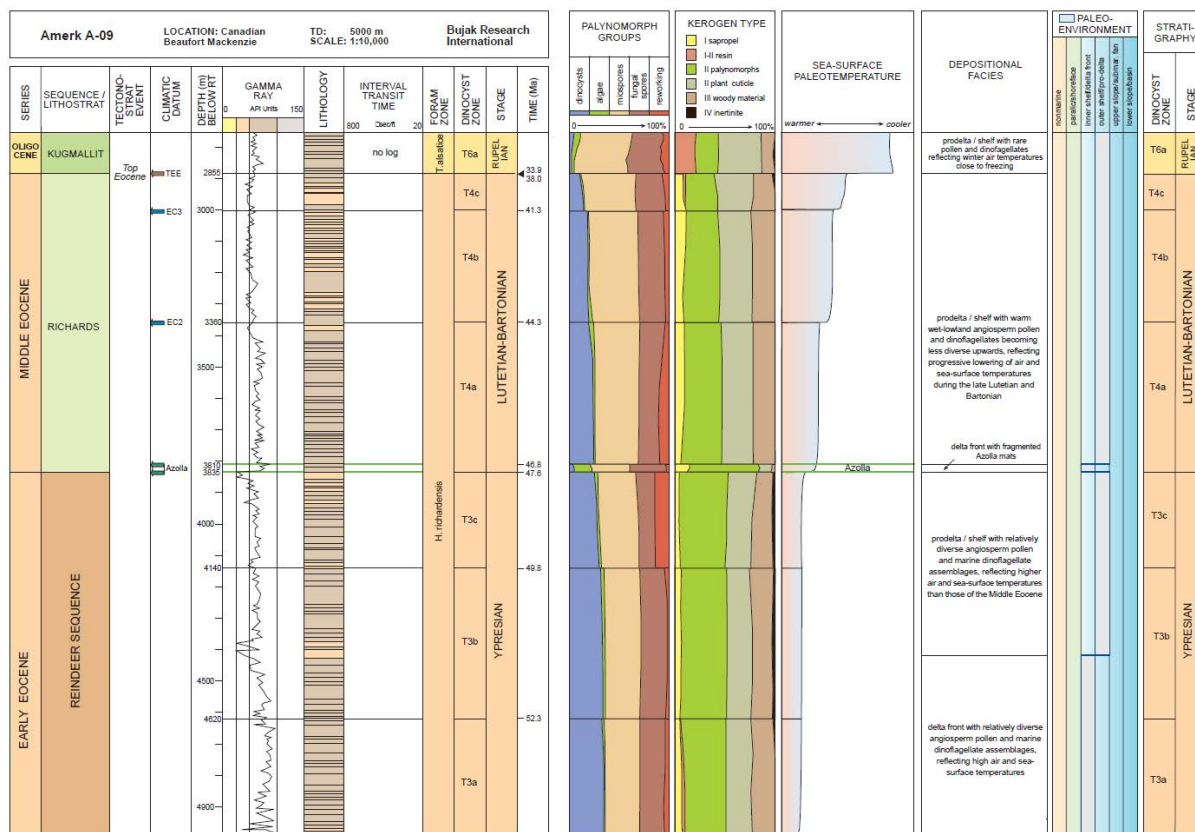 Amerk A-09
LOCATION: Canadian
Beaufort Mackenzie
TD: 5000 m
SCALE: 1:10,000
Bujak Research
International
SERIES
SEQUENCE /
LITHOSTRAT
TECTONO-
STRAT
EVENT
CLIMATIC
DATUM
DEPTH (m)
BELOW RT
GAMMA
RAY
0 API Units 150
LITHOLOGY
INTERVAL
TRANSIT
TIME
800 20
FORAM
ZONE
DINOCYST
ZONE
STAGE
TIME (Ma)
PALYNOMORPH
GROUPS
dinocysts
algae
miospores
fungal
spores
reworking
0 100%
KEROGEN TYPE
I sapropel
I-II resin
II palynomorphs
II plant cuticle
III woody material
IV inertinite
0 100%
SEA-SURFACE
PALEOTEMPERATURE
warmer cooler
DEPOSITIONAL
FACIES
PALEO-
ENVIRONMENT
nonmarine
paralic/shoreface
inner shelf/delta front
outer shelf/pro-delta
upper slope/submar. fan
lower slope/basin
STRATI-
GRAPHY
DINOCYST
ZONE
STAGE
OLIGO
CENE
KUGMALLIT
no log
T.alsatica
T6a
RUPEL
IAN
prodelta / shelf with rare
pollen and dinoflagellates
reflecting winter air temperatures
close to freezing
T6a
RUPEL
IAN
Top
Eocene
TEE
2855
33.9
38.0
T4c
T4c
EC3
3000
41.3
MIDDLE EOCENE
RICHARDS
T4b
LUTETIAN-BARTONIAN
T4b
LUTETIAN-BARTONIAN
EC2
3360
44.3
prodelta / shelf with warm
wet-lowland angiosperm pollen
and dinoflagellates becoming
less diverse upwards, reflecting
progressive lowering of air and
sea-surface temperatures
during the late Lutetian and
Bartonian
3500
T4a
T4a
delta front with fragmented
Azolla mats
Azolla
3810
3835
46.8
47.6
Azolla
EARLY EOCENE
REINDEER SEQUENCE
4000
H. richardensis
T3c
T3c
prodelta / shelf with relatively
diverse angiosperm pollen
and marine dinoflagellate
assemblages, reflecting higher
air and sea-surface temperatures
than those of the Middle Eocene
4140
49.8
T3b
YPRESIAN
T3b
YPRESIAN
4500
4620
52.3
delta front with relatively diverse
angiosperm pollen and marine
dinoflagellate assemblages,
reflecting high air and sea-
surface temperatures
T3a
T3a
4900